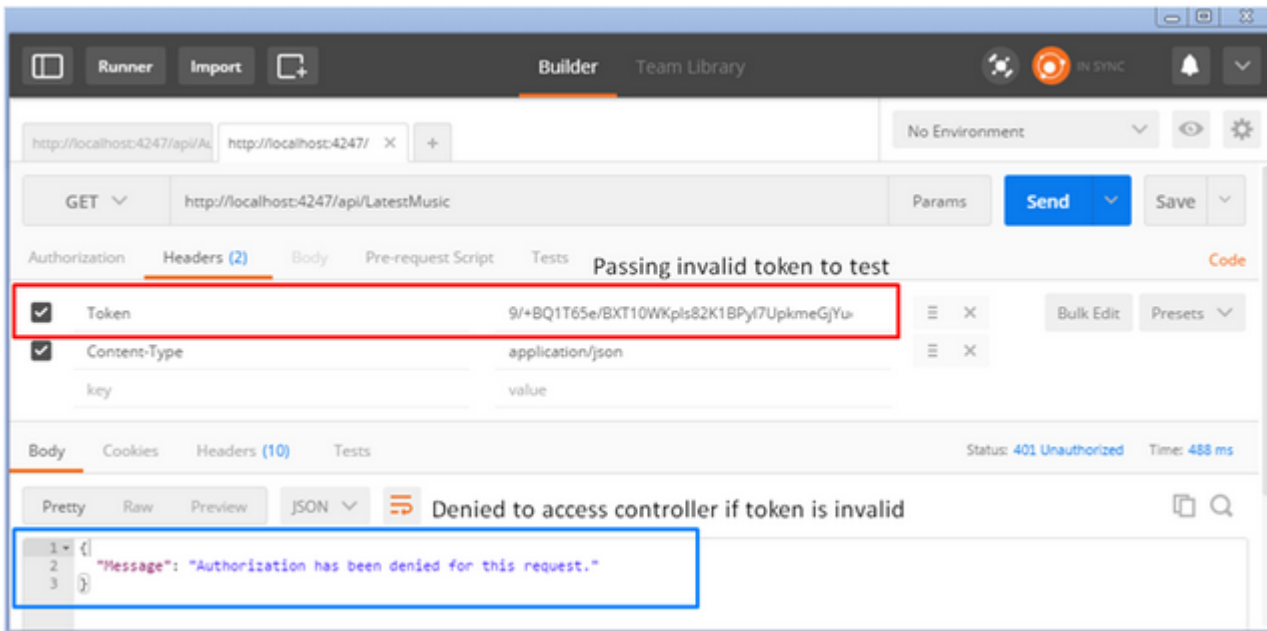 Runner Import Builder Team Library IN SYNC
http://localhost:4247/api/Au http://localhost:4247/ No Environment
GET http://localhost:4247/api/LatestMusic Params Send Save
Authorization Headers (2) Body Pre-request Script Tests Passing invalid token to test Code
Token 9/+BQ1T65e/BXT10WKpls82K1BPyI7UpkmeGjYu Bulk Edit Presets
Content-Type application/json
key value
Body Cookies Headers (10) Tests Status: 401 Unauthorized Time: 488 ms
Pretty Raw Preview JSON Denied to access controller if token is invalid
1 {
2 "Message": "Authorization has been denied for this request."
3 }